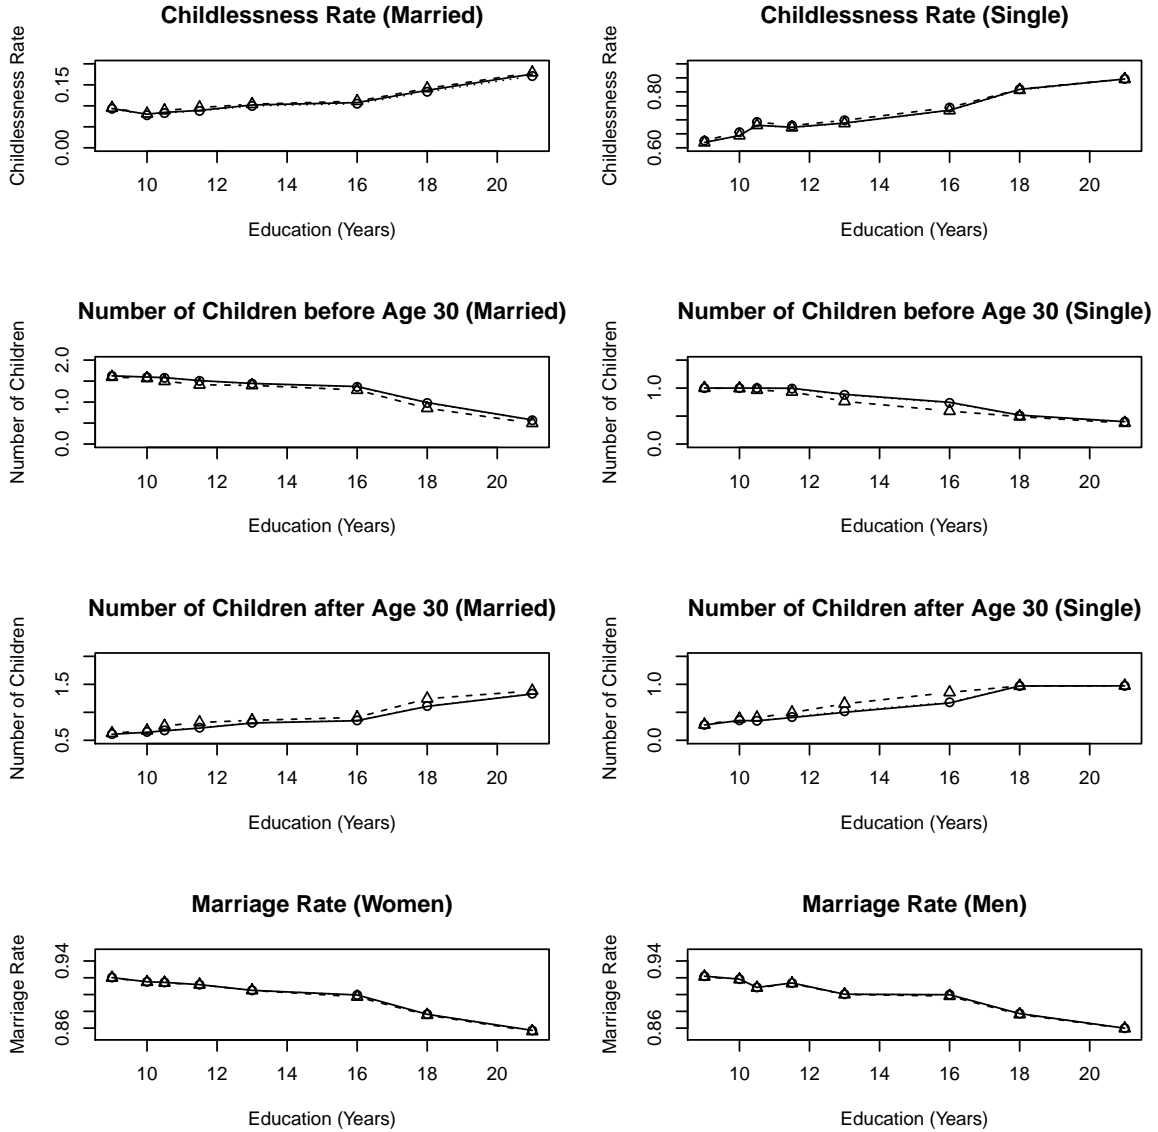 Childlessness Rate (Married)
Childlessness Rate
0.15
0.00
10 12 14 16 18 20
Education (Years)
Childlessness Rate (Single)
Childlessness Rate
0.80
0.60
10 12 14 16 18 20
Education (Years)
Number of Children before Age 30 (Married)
Number of Children
2.0
1.0
0.0
10 12 14 16 18 20
Education (Years)
Number of Children before Age 30 (Single)
Number of Children
1.0
0.0
10 12 14 16 18 20
Education (Years)
Number of Children after Age 30 (Married)
Number of Children
1.5
0.5
10 12 14 16 18 20
Education (Years)
Number of Children after Age 30 (Single)
Number of Children
1.0
0.0
10 12 14 16 18 20
Education (Years)
Marriage Rate (Women)
Marriage Rate
0.94
0.86
10 12 14 16 18 20
Education (Years)
Marriage Rate (Men)
Marriage Rate
0.94
0.86
10 12 14 16 18 20
Education (Years)